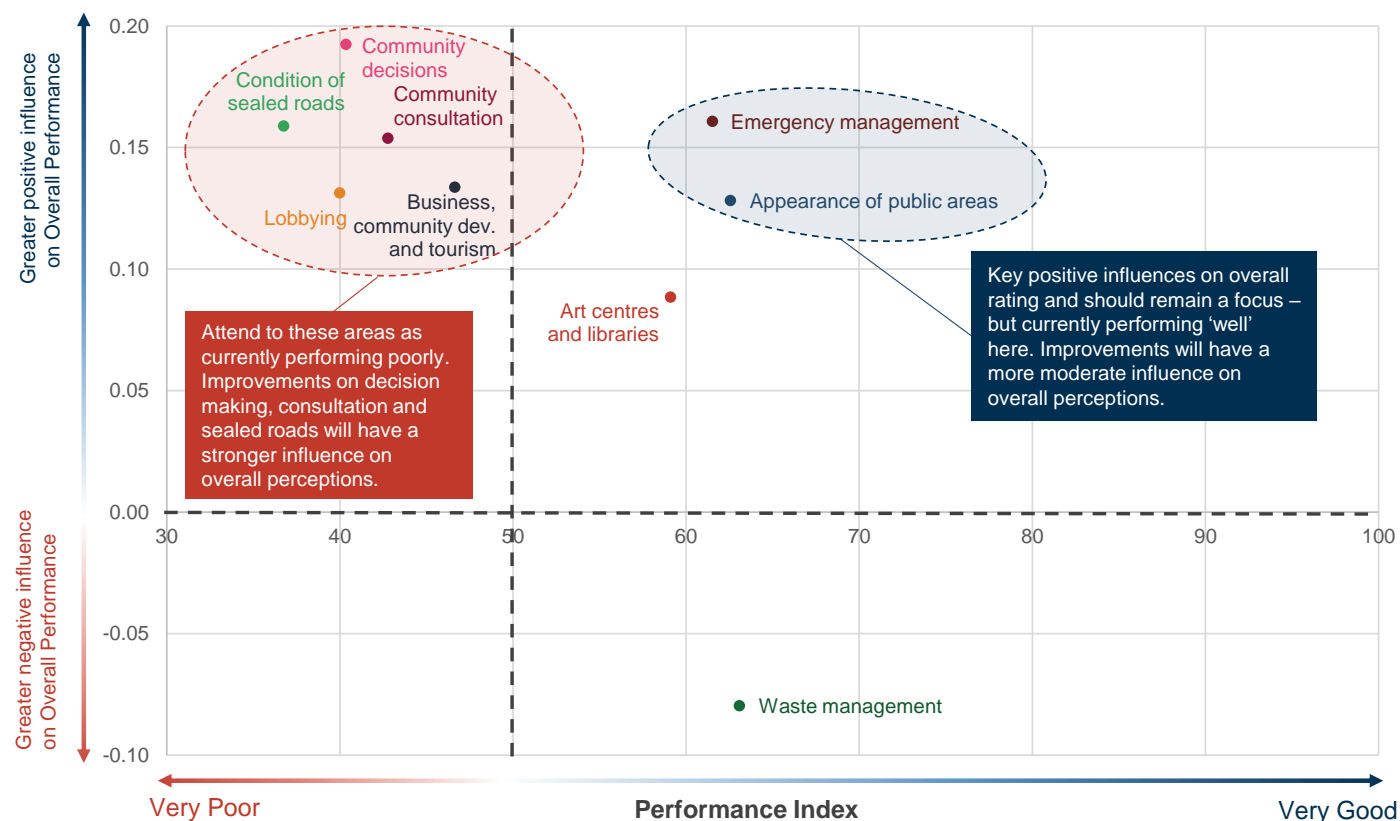 Greater positive influence
on Overall Performance
Greater negative influence
on Overall Performance
0.20
0.15
0.10
0.05
0.00
-0.05
-0.10
30
40
50
60
70
80
90
100
Community
decisions
Condition of
sealed roads
Community
consultation
Lobbying
Business,
community dev.
and tourism
Emergency management
Appearance of public areas
Art centres
and libraries
Waste management
Attend to these areas as
currently performing poorly.
Improvements on decision
making, consultation and
sealed roads will have a
stronger influence on
overall perceptions.
Key positive influences on overall
rating and should remain a focus –
but currently performing ‘well’
here. Improvements will have a
more moderate influence on
overall perceptions.
Very Poor
Performance Index
Very Good